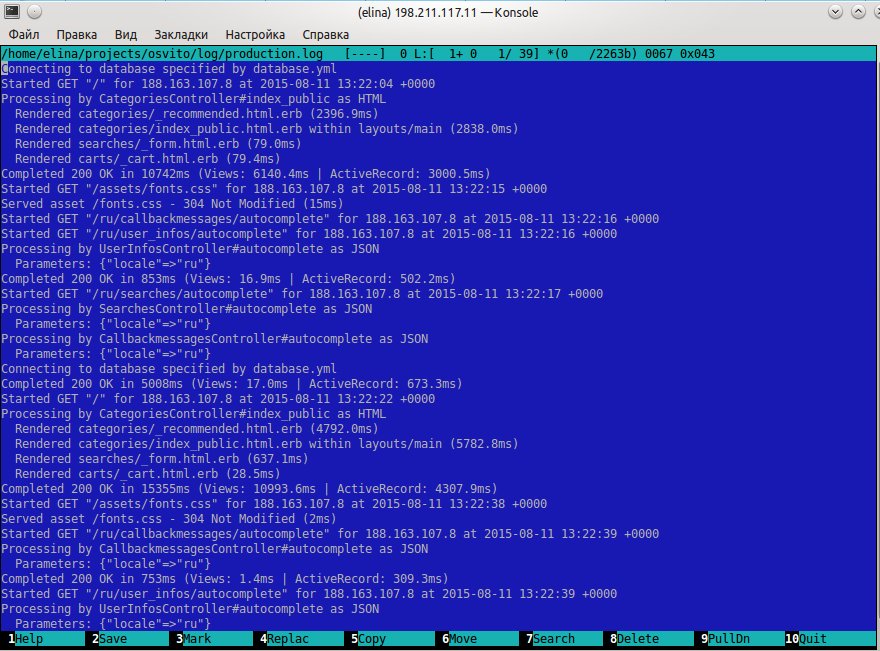 (elina) 198.211.117.11 — Konsole
Файл Правка Вид Закладки Настройка Справка
/home/elina/projects/osvito/log/production.log [----] 0 L:[ 1+ 0 1/ 39] *(0 /2263b) 0067 0x043
Connecting to database specified by database.yml
Started GET "/" for 188.163.107.8 at 2015-08-11 13:22:04 +0000
Processing by CategoriesController#index_public as HTML
Rendered categories/_recommended.html.erb (2396.9ms)
Rendered categories/index_public.html.erb within layouts/main (2838.0ms)
Rendered searches/_form.html.erb (79.0ms)
Rendered carts/_cart.html.erb (79.4ms)
Completed 200 OK in 10742ms (Views: 6140.4ms | ActiveRecord: 3000.5ms)
Started GET "/assets/fonts.css" for 188.163.107.8 at 2015-08-11 13:22:15 +0000
Served asset /fonts.css - 304 Not Modified (15ms)
Started GET "/ru/callbackmessages/autocomplete" for 188.163.107.8 at 2015-08-11 13:22:16 +0000
Started GET "/ru/user_infos/autocomplete" for 188.163.107.8 at 2015-08-11 13:22:16 +0000
Processing by UserInfosController#autocomplete as JSON
Parameters: {"locale"=>"ru"}
Completed 200 OK in 853ms (Views: 16.9ms | ActiveRecord: 502.2ms)
Started GET "/ru/searches/autocomplete" for 188.163.107.8 at 2015-08-11 13:22:17 +0000
Processing by SearchesController#autocomplete as JSON
Parameters: {"locale"=>"ru"}
Processing by CallbackmessagesController#autocomplete as JSON
Parameters: {"locale"=>"ru"}
Connecting to database specified by database.yml
Completed 200 OK in 5008ms (Views: 17.0ms | ActiveRecord: 673.3ms)
Started GET "/" for 188.163.107.8 at 2015-08-11 13:22:22 +0000
Processing by CategoriesController#index_public as HTML
Rendered categories/_recommended.html.erb (4792.0ms)
Rendered categories/index_public.html.erb within layouts/main (5782.8ms)
Rendered searches/_form.html.erb (637.1ms)
Rendered carts/_cart.html.erb (28.5ms)
Completed 200 OK in 15355ms (Views: 10993.6ms | ActiveRecord: 4307.9ms)
Started GET "/assets/fonts.css" for 188.163.107.8 at 2015-08-11 13:22:38 +0000
Served asset /fonts.css - 304 Not Modified (2ms)
Started GET "/ru/callbackmessages/autocomplete" for 188.163.107.8 at 2015-08-11 13:22:39 +0000
Processing by CallbackmessagesController#autocomplete as JSON
Parameters: {"locale"=>"ru"}
Completed 200 OK in 753ms (Views: 1.4ms | ActiveRecord: 309.3ms)
Started GET "/ru/user_infos/autocomplete" for 188.163.107.8 at 2015-08-11 13:22:39 +0000
Processing by UserInfosController#autocomplete as JSON
Parameters: {"locale"=>"ru"}
1Help 2Save 3Mark 4Replac 5Copy 6Move 7Search 8Delete 9PullDn 10Quit